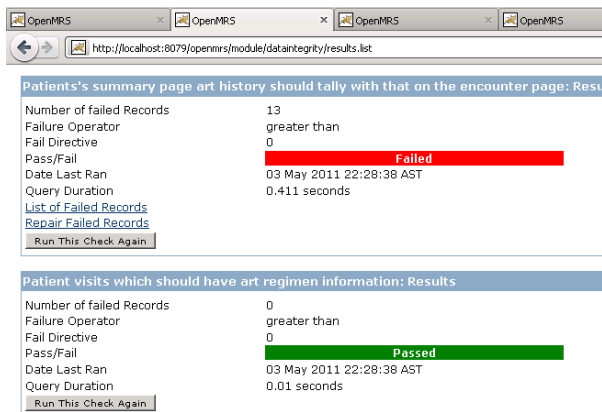 OpenMRS × OpenMRS × OpenMRS × OpenMRS
http://localhost:8079/openmrs/module/dataintegrity/results.list
Patients's summary page art history should tally with that on the encounter page: Resu
Number of failed Records 13
Failure Operator greater than
Fail Directive 0
Pass/Fail Failed
Date Last Ran 03 May 2011 22:28:38 AST
Query Duration 0.411 seconds
List of Failed Records
Repair Failed Records
Run This Check Again
Patient visits which should have art regimen information: Results
Number of failed Records 0
Failure Operator greater than
Fail Directive 0
Pass/Fail Passed
Date Last Ran 03 May 2011 22:28:38 AST
Query Duration 0.01 seconds
Run This Check Again